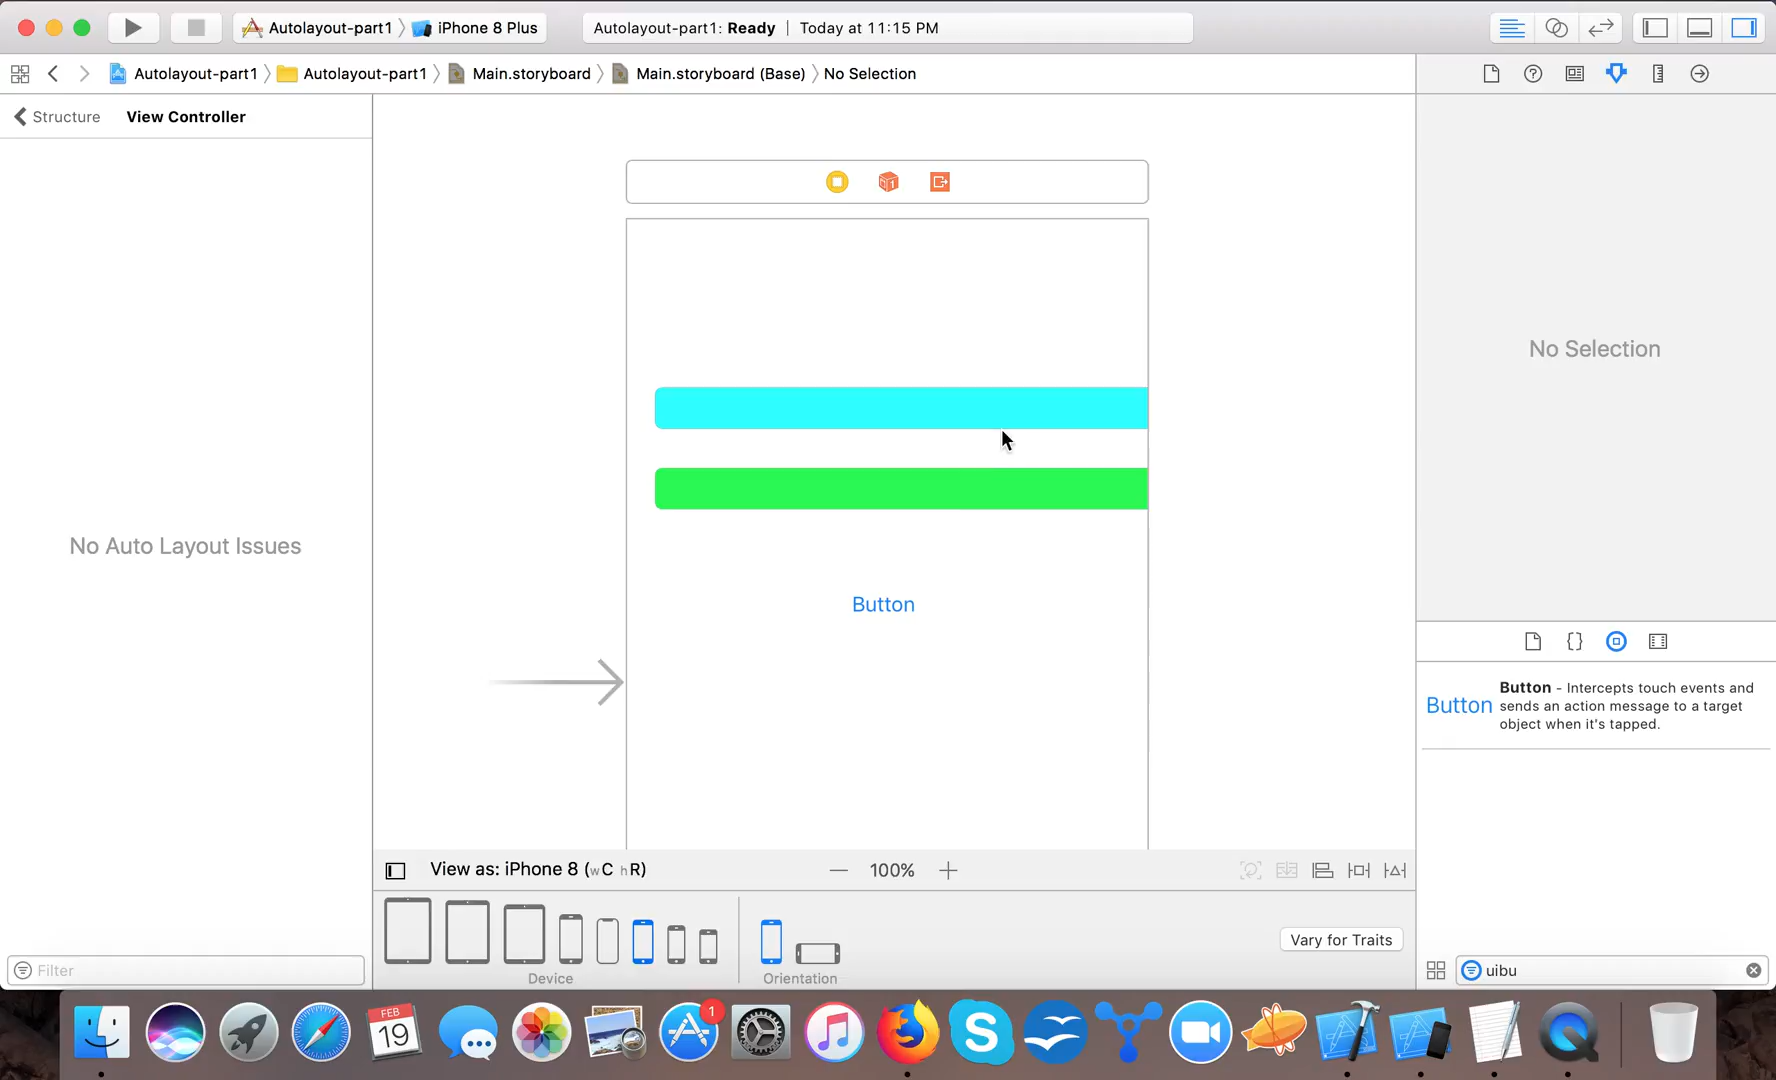 Autolayout-part1 iPhone 8 Plus
Autolayout-part1: Ready Today at 11:15 PM
Autolayout-part1 Autolayout-part1 Main.storyboard Main.storyboard (Base) No Selection
Structure View Controller
1
No Selection
No Auto Layout Issues
Button
Button
Button - Intercepts touch events and
sends an action message to a target
object when it's tapped.
View as: iPhone 8 (wC hR)
100%
Vary for Traits
Device
Orientation
Filter
uibu
FEB
19
1